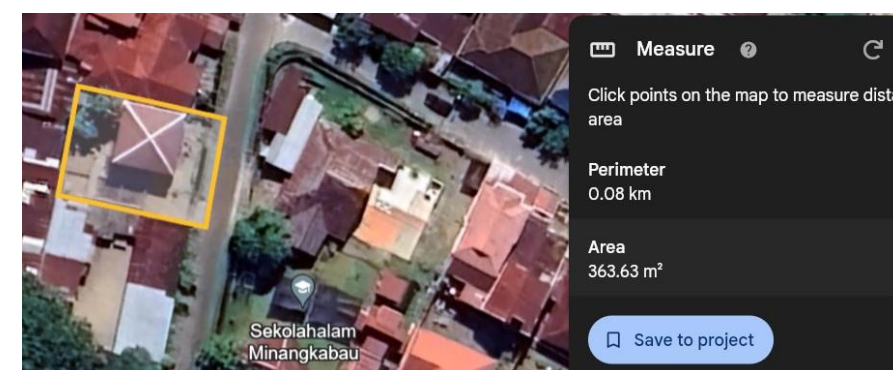 Measure
Click points on the map to measure dista
area
Perimeter
0.08 km
Area
363.63 m²
Save to project
Sekolahalam
Minangkabau